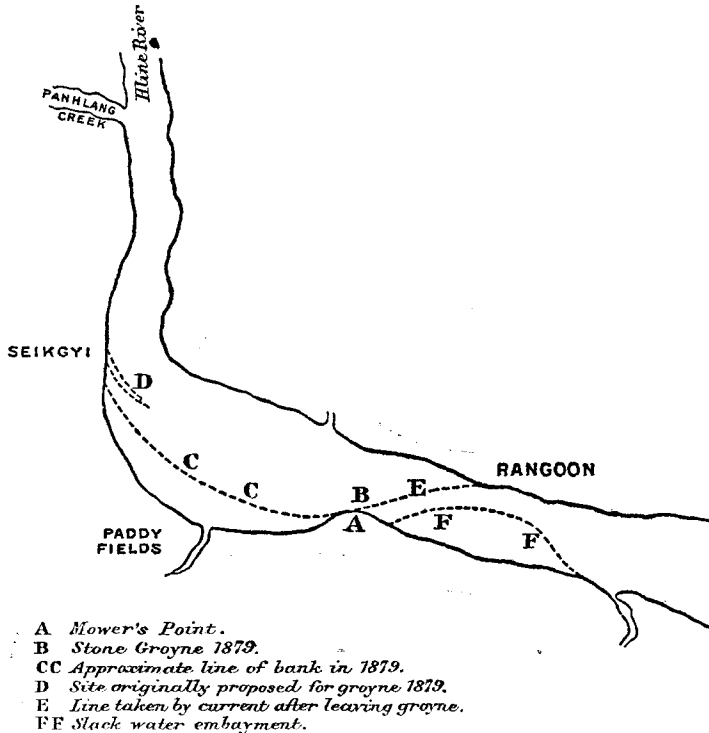 Hline River
PANHLANG
CREEK
SEIKGYI
D
C
C
B
E
RANGOON
A
F
F
PADDY
FIELDS
A Mower's Point.
B Stone Groyne 1879.
CC Approximate line of bank in 1879.
D Site originally proposed for groyne 1879.
E Line taken by current after leaving groyne.
FF Slack water embayment.